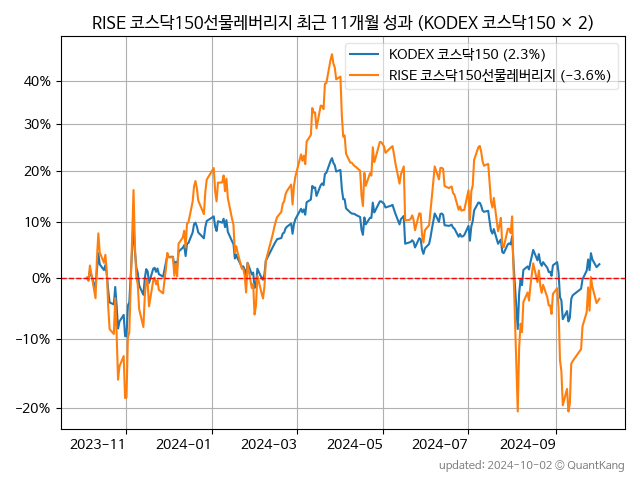 RISE 코스닥150선물레버리지 최근 11개월 성과 (KODEX 코스닥150 × 2)
KODEX 코스닥150 (2.3%)
RISE 코스닥150선물레버리지 (−3.6%)
40%
30%
20%
10%
0%
−10%
−20%
2023-11 2024-01 2024-03 2024-05 2024-07 2024-09
updated: 2024-10-02 © QuantKang